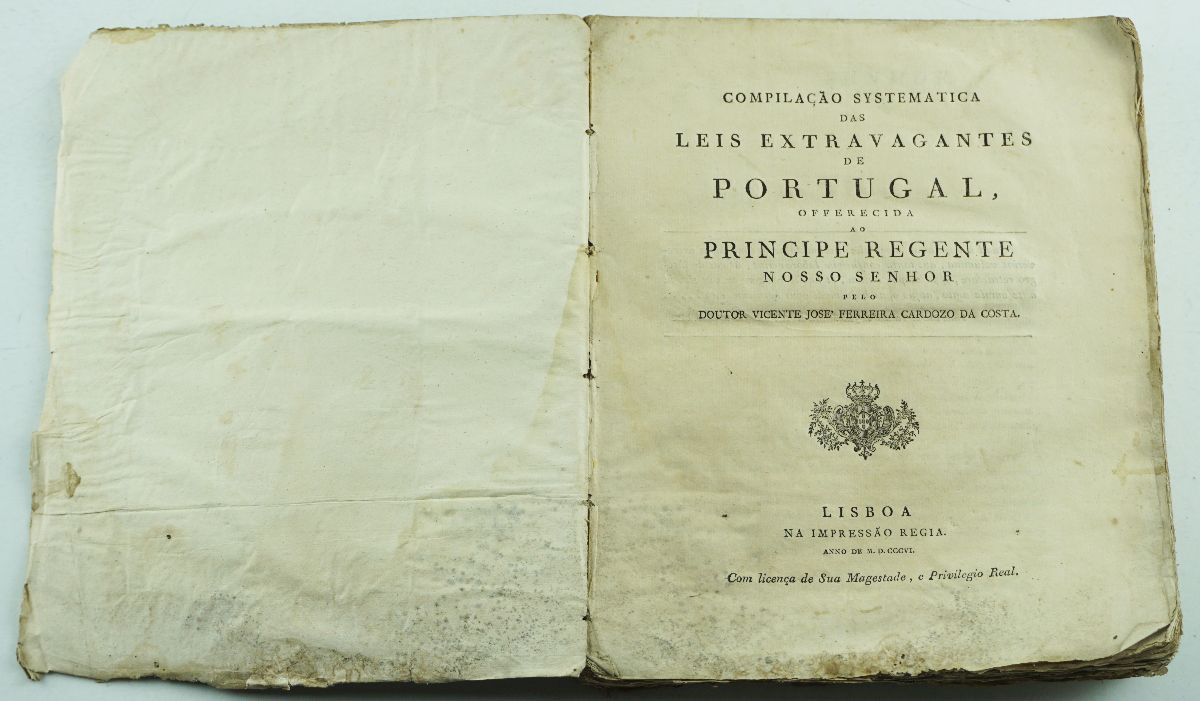 COMPILAÇÃO SYSTEMATICA
DAS
LEIS EXTRAVAGANTES
DE
PORTUGAL,
OFFERECIDA
AO
PRINCIPE REGENTE
NOSSO SENHOR
PELO
DOUTOR VICENTE JOSE' FERREIRA CARDOZO DA COSTA.
LISBOA
NA IMPRESSÃO REGIA.
ANNO DE M. D. CCCVI.
Com licença de Sua Magestade, e Privilegio Real.